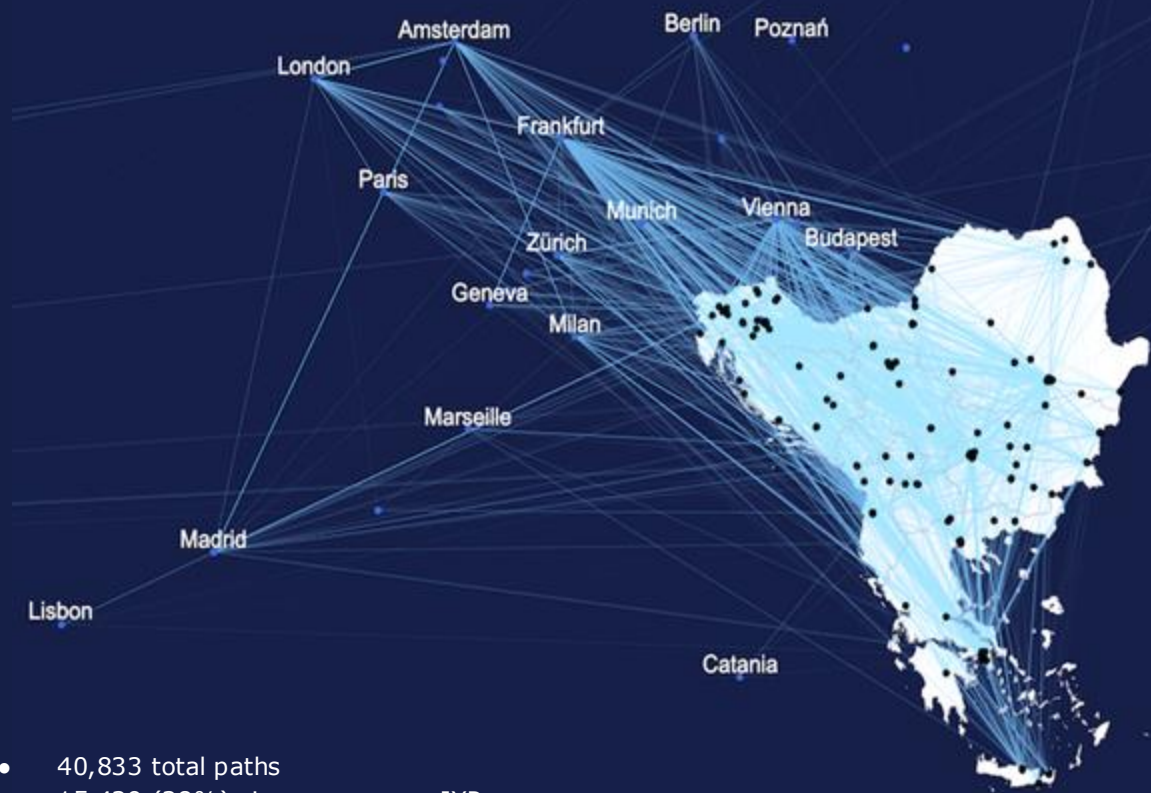 Amsterdam
Berlin
Poznań
London
Frankfurt
Paris
Munich
Vienna
Zürich
Budapest
Geneva
Milan
Marseille
Madrid
Lisbon
Catania
• 40,833 total paths